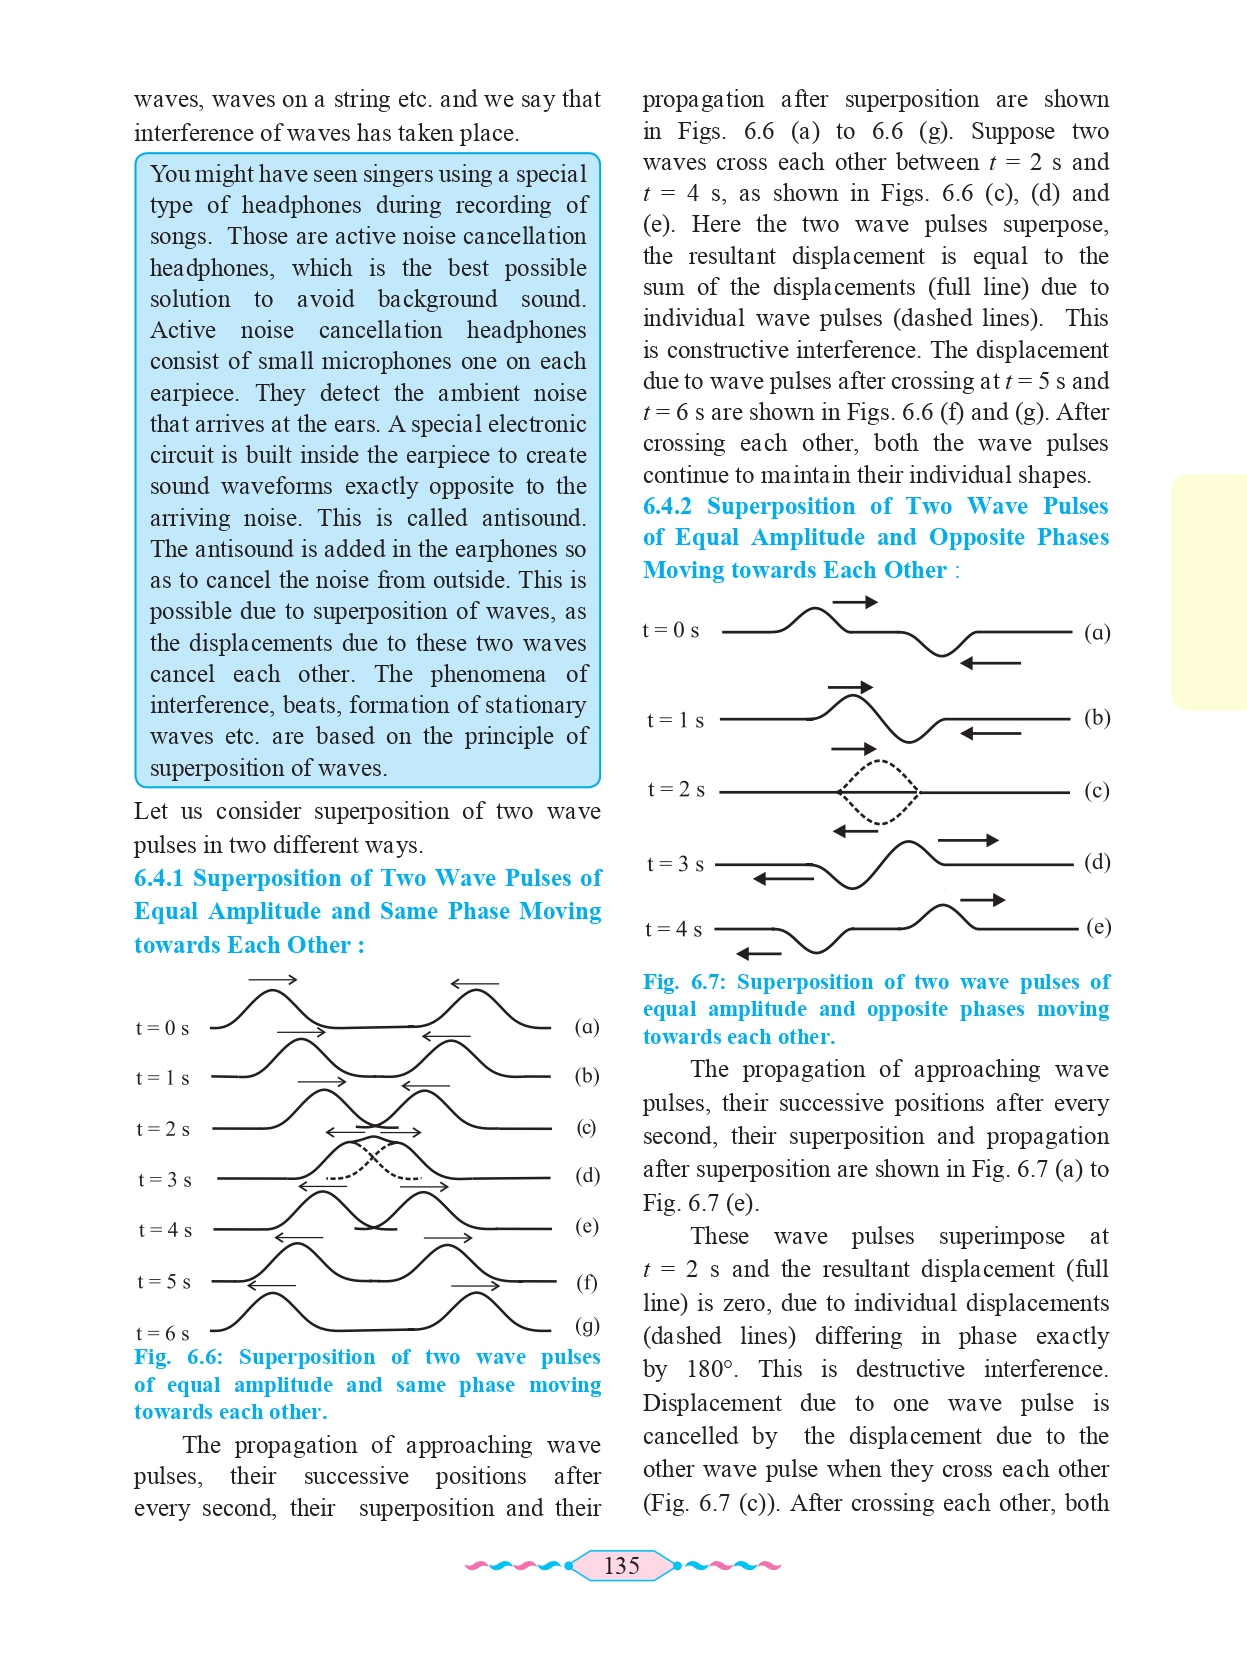 waves, waves on a string etc. and we say that
interference of waves has taken place.
You might have seen singers using a special
type of headphones during recording of
songs. Those are active noise cancellation
headphones, which is the best possible
solution to avoid background sound.
Active noise cancellation headphones
consist of small microphones one on each
earpiece. They detect the ambient noise
that arrives at the ears. A special electronic
circuit is built inside the earpiece to create
sound waveforms exactly opposite to the
arriving noise. This is called antisound.
The antisound is added in the earphones so
as to cancel the noise from outside. This is
possible due to superposition of waves, as
the displacements due to these two waves
cancel each other. The phenomena of
interference, beats, formation of stationary
waves etc. are based on the principle of
superposition of waves.
Let us consider superposition of two wave
pulses in two different ways.
6.4.1 Superposition of Two Wave Pulses of
Equal Amplitude and Same Phase Moving
towards Each Other :
t = 0 s (a)
t = 1 s (b)
t = 2 s (c)
t = 3 s (d)
t = 4 s (e)
t = 5 s (f)
t = 6 s (g)
Fig. 6.6: Superposition of two wave pulses
of equal amplitude and same phase moving
towards each other.
The propagation of approaching wave
pulses, their successive positions after
every second, their superposition and their
propagation after superposition are shown
in Figs. 6.6 (a) to 6.6 (g). Suppose two
waves cross each other between t = 2 s and
t = 4 s, as shown in Figs. 6.6 (c), (d) and
(e). Here the two wave pulses superpose,
the resultant displacement is equal to the
sum of the displacements (full line) due to
individual wave pulses (dashed lines). This
is constructive interference. The displacement
due to wave pulses after crossing at t = 5 s and
t = 6 s are shown in Figs. 6.6 (f) and (g). After
crossing each other, both the wave pulses
continue to maintain their individual shapes.
6.4.2 Superposition of Two Wave Pulses
of Equal Amplitude and Opposite Phases
Moving towards Each Other :
t = 0 s (a)
t = 1 s (b)
t = 2 s (c)
t = 3 s (d)
t = 4 s (e)
Fig. 6.7: Superposition of two wave pulses of
equal amplitude and opposite phases moving
towards each other.
The propagation of approaching wave
pulses, their successive positions after every
second, their superposition and propagation
after superposition are shown in Fig. 6.7 (a) to
Fig. 6.7 (e).
These wave pulses superimpose at
t = 2 s and the resultant displacement (full
line) is zero, due to individual displacements
(dashed lines) differing in phase exactly
by 180°. This is destructive interference.
Displacement due to one wave pulse is
cancelled by the displacement due to the
other wave pulse when they cross each other
(Fig. 6.7 (c)). After crossing each other, both
135